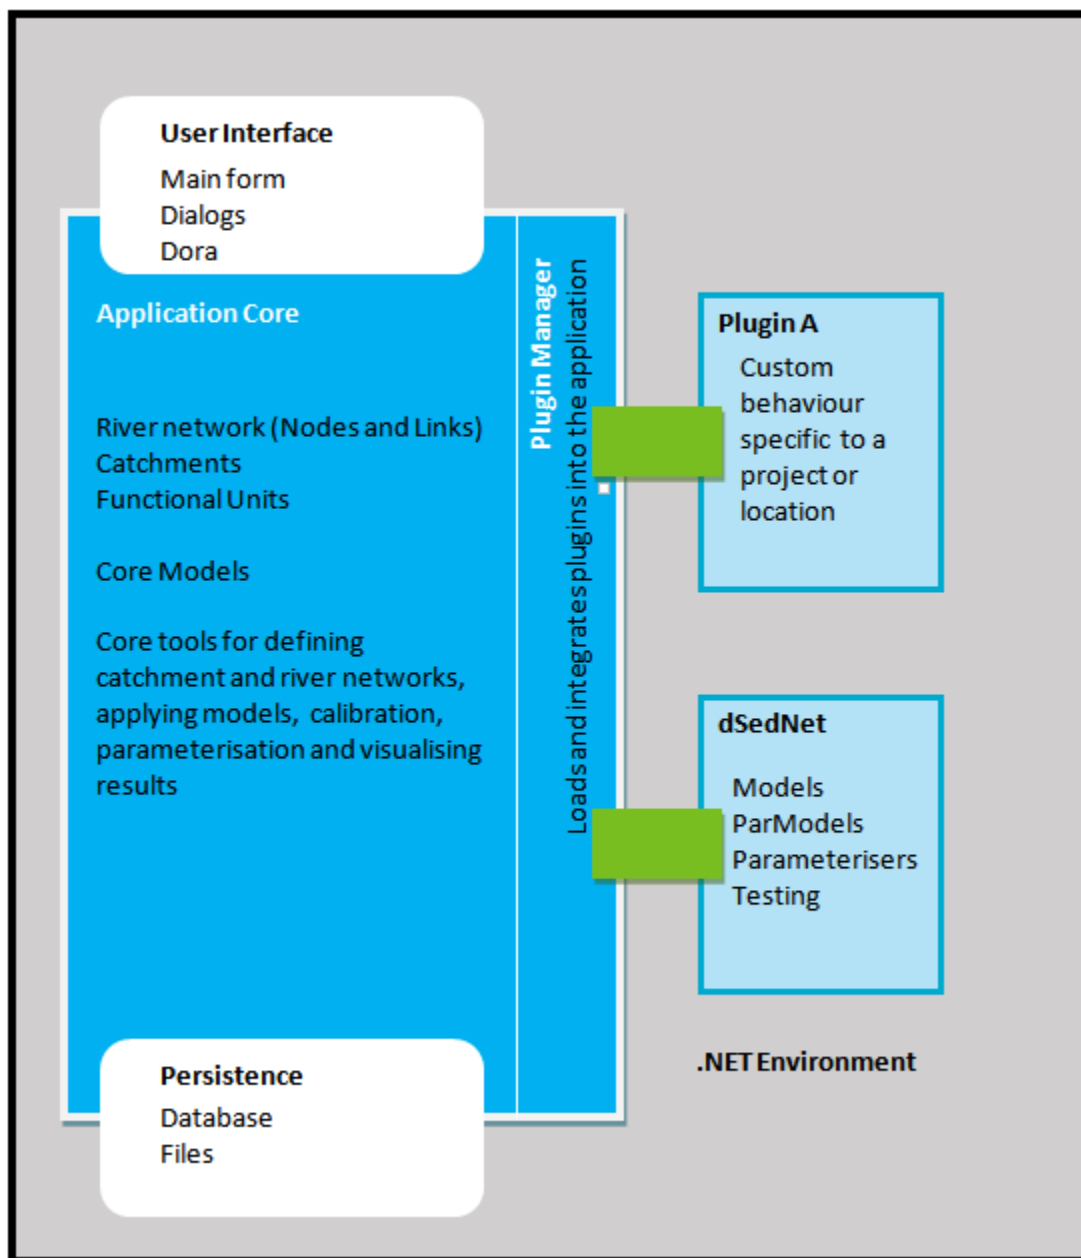 User Interface
Main form
Dialogs
Dora
Application Core
River network (Nodes and Links)
Catchments
Functional Units
Core Models
Core tools for defining
catchment and river networks,
applying models, calibration,
parameterisation and visualising
results
Plugin Manager
Loads and integrates plugins into the application
Plugin A
Custom
behaviour
specific to a
project or
location
dSedNet
Models
ParModels
Parameterisers
Testing
.NET Environment
Persistence
Database
Files